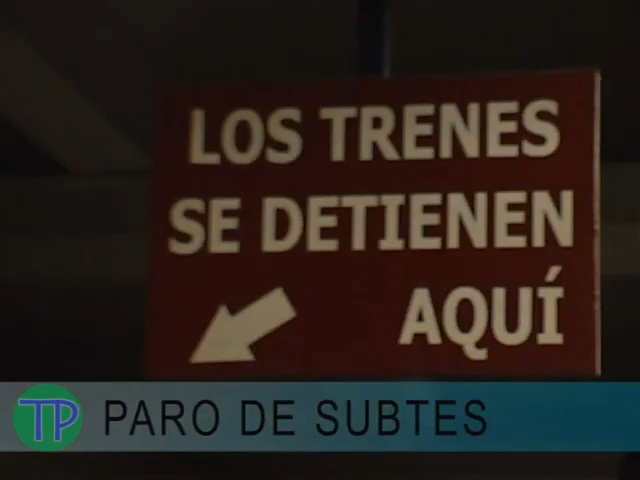 LOS TRENES
SE DETIENEN
AQUÍ
TP PARO DE SUBTES